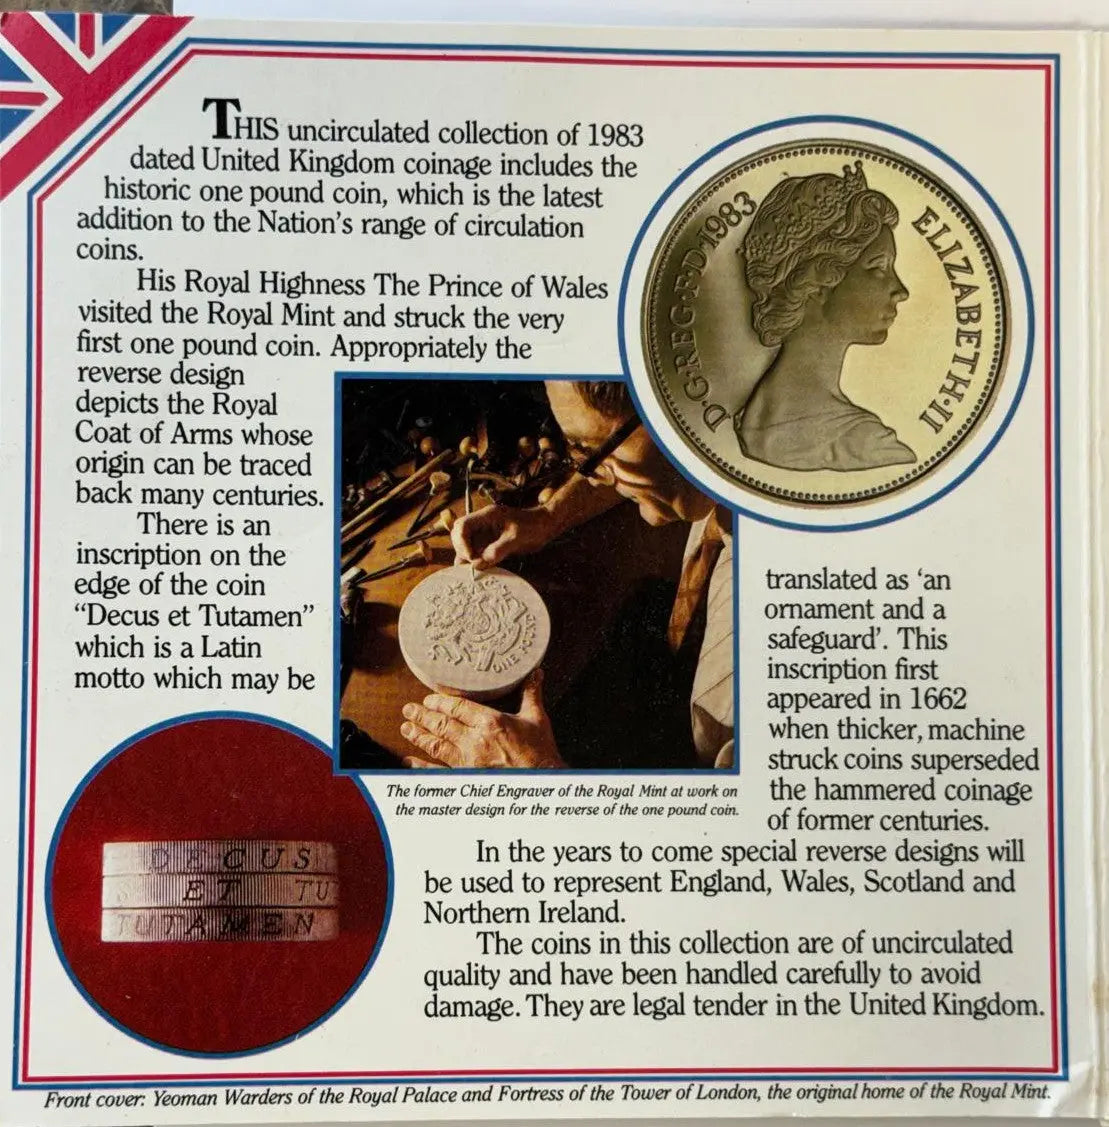 THIS uncirculated collection of 1983
dated United Kingdom coinage includes the
historic one pound coin, which is the latest
addition to the Nation's range of circulation
coins.
His Royal Highness The Prince of Wales
visited the Royal Mint and struck the very
first one pound coin. Appropriately the
reverse design
depicts the Royal
Coat of Arms whose
origin can be traced
back many centuries.
There is an
inscription on the
edge of the coin
“Decus et Tutamen”
which is a Latin
motto which may be
translated as ‘an
ornament and a
safeguard’. This
inscription first
appeared in 1662
when thicker, machine
struck coins superseded
the hammered coinage
of former centuries.
In the years to come special reverse designs will
be used to represent England, Wales, Scotland and
Northern Ireland.
The coins in this collection are of uncirculated
quality and have been handled carefully to avoid
damage. They are legal tender in the United Kingdom.
D·G·REG·F·D·1983
ELIZABETH·II
ONE POUND
The former Chief Engraver of the Royal Mint at work on
the master design for the reverse of the one pound coin.
DECUS
S ET TU
TUTAMEN
Front cover: Yeoman Warders of the Royal Palace and Fortress of the Tower of London, the original home of the Royal Mint.